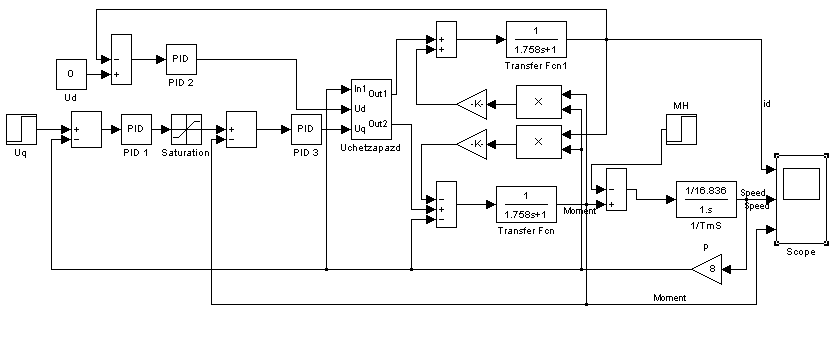 +
1
+
1.758s+1
PID
0
+
PID 2
Transfer Fcn1
Ud
In1
Out1
-K-
×
MH
id
Ud
+
PID
+
PID
Uq
Out2
Uq
PID 1
Saturation
PID 3
Uchetzapazd
-K-
×
+
1
1.758s+1
Moment
+
1/16.836
1.s
Speed
Speed
Transfer Fcn
1/TmS
p
8
Scope
Moment